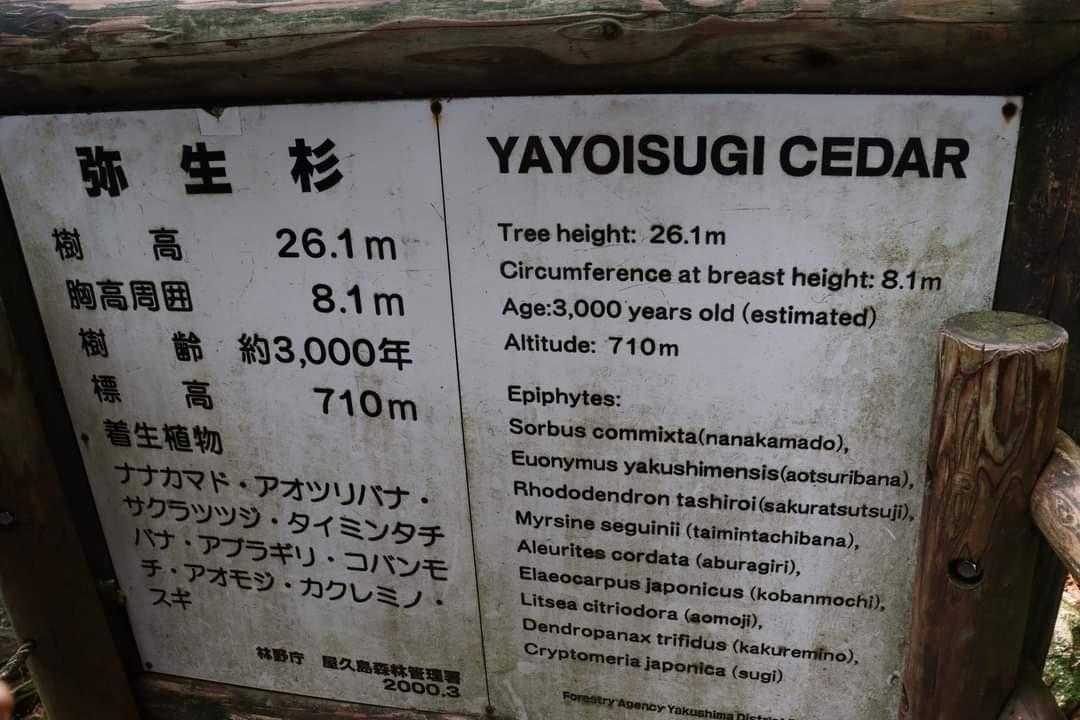 弥生杉
樹高 26.1m
胸高周囲 8.1m
樹齢 約3,000年
標高 710m
着生植物
ナナカマド・アオツリバナ・
サクラツツジ・タイミンタチ
バナ・アブラギリ・コバンモ
チ・アオモジ・カクレミノ・
スギ
林野庁 屋久島森林管理署
2000.3
YAYOISUGI CEDAR
Tree height: 26.1m
Circumference at breast height: 8.1m
Age:3,000 years old (estimated)
Altitude: 710m
Epiphytes:
Sorbus commixta(nanakamado),
Euonymus yakushimensis(aotsuribana),
Rhododendron tashiroi(sakuratsutsuji),
Myrsine seguinii (taimintachibana),
Aleurites cordata (aburagiri),
Elaeocarpus japonicus (kobanmochi),
Litsea citriodora (aomoji),
Dendropanax trifidus (kakuremino),
Cryptomeria japonica (sugi)
Forestry Agency Yakushima District